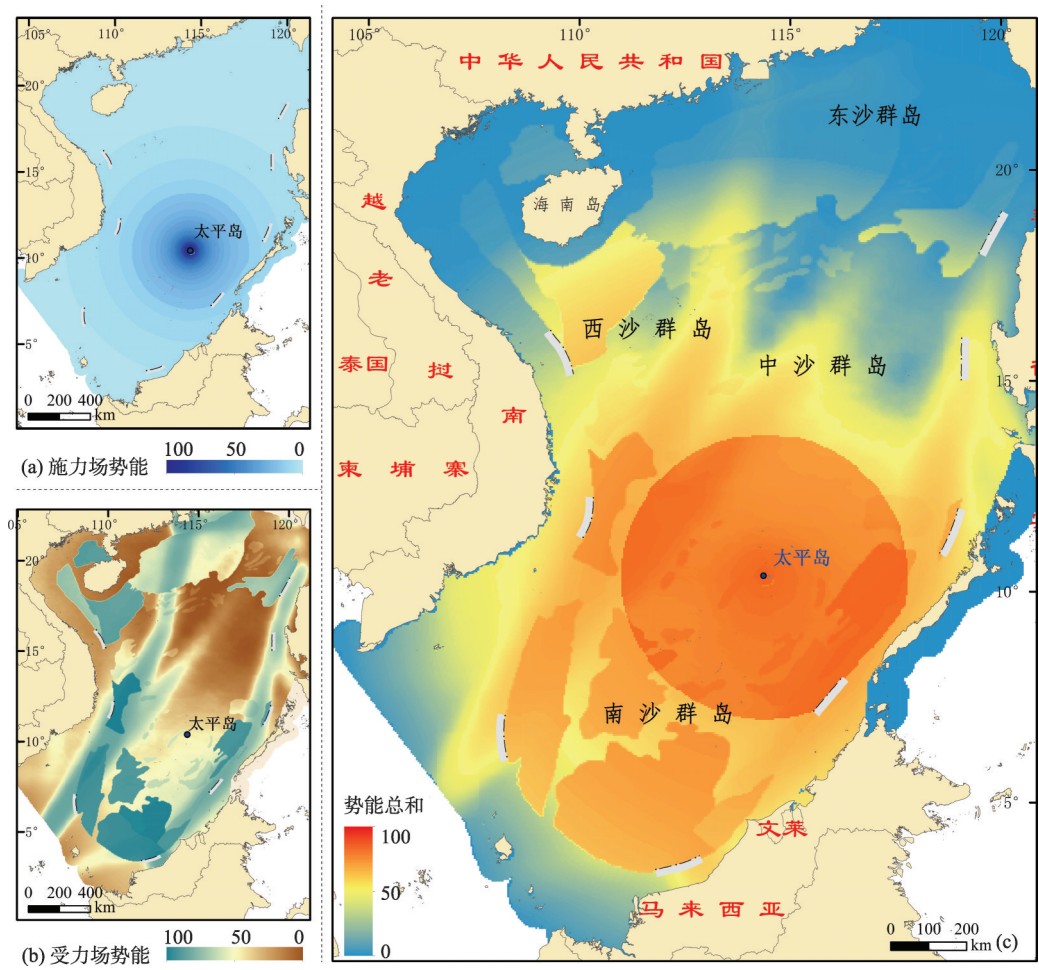 105°
110°
115°
120°
20°
15°
10°
5°
太平岛
0 200 400
km
100 50 0
(a) 施力场势能
05°
110°
115°
120°
20°
15°
10°
5°
太平岛
0 200 400
km
100 50 0
(b) 受力场势能
105°
110°
115°
120°
中华人民共和国
东沙群岛
20°
海南岛
越
老
西沙群岛
中沙群岛
15°
泰国 挝
南
柬埔寨
太平岛
10°
南沙群岛
势能总和
100
50
0
5°
文莱
马来西亚
0 100 200
km
(c)